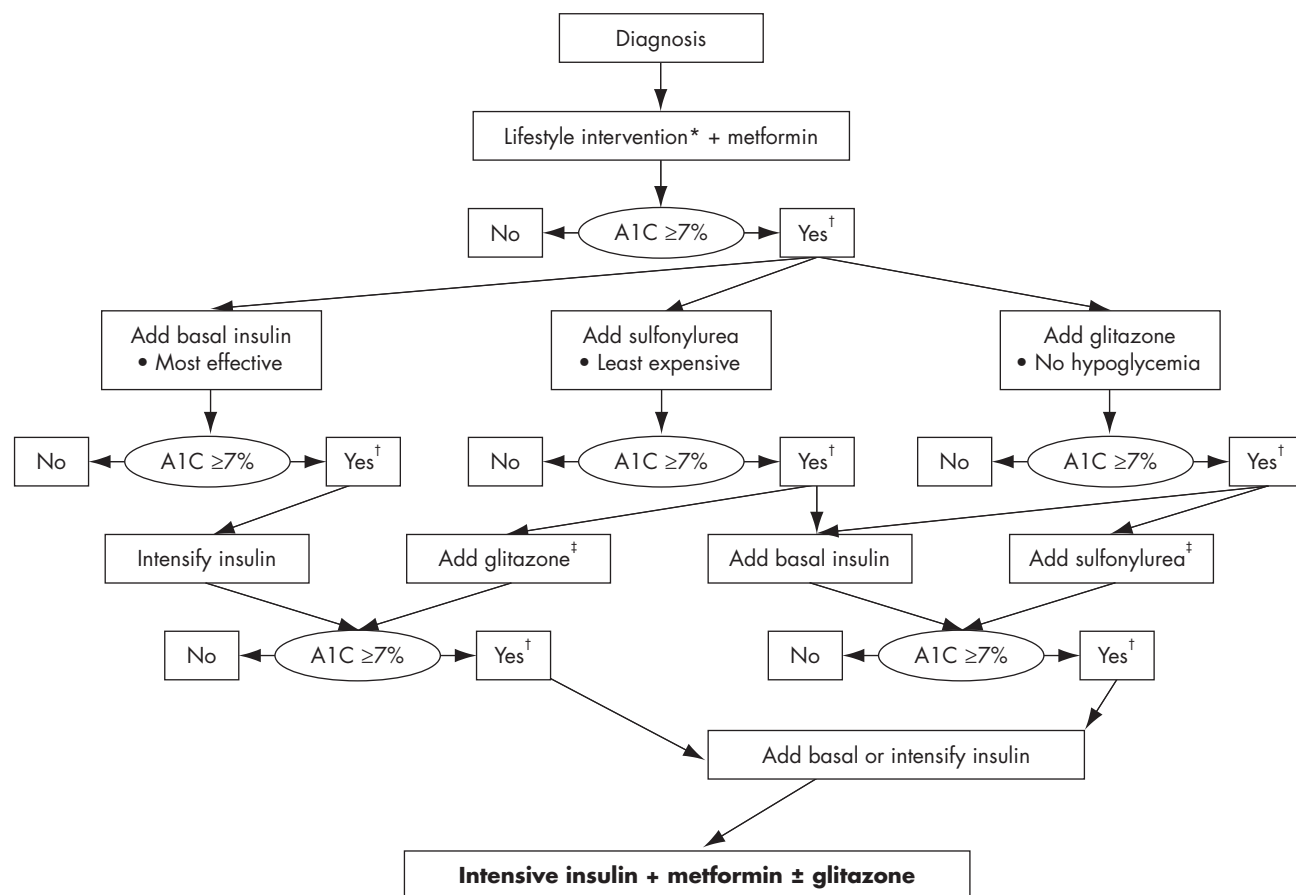 Diagnosis
Lifestyle intervention* + metformin
No
A1C ≥7%
Yes†
Add basal insulin
• Most effective
Add sulfonylurea
• Least expensive
Add glitazone
• No hypoglycemia
No
A1C ≥7%
Yes†
No
A1C ≥7%
Yes†
No
A1C ≥7%
Yes†
Intensify insulin
Add glitazone‡
Add basal insulin
Add sulfonylurea‡
No
A1C ≥7%
Yes†
No
A1C ≥7%
Yes†
Add basal or intensify insulin
Intensive insulin + metformin ± glitazone